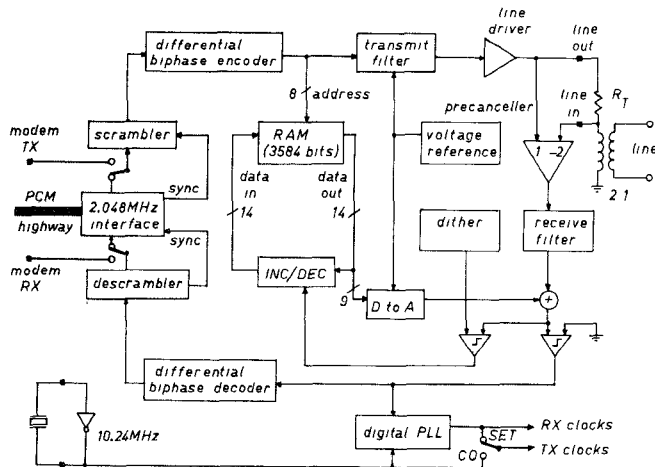 differential
biphase encoder
transmit
filter
line
driver
line
out
8
address
precanceller
line
in
RT
scrambler
RAM
(3584 bits)
voltage
reference
1 -2
line
2 1
modem
TX
sync
data
in
data
out
14
14
PCM
highway
2.048MHz
interface
sync
dither
receive
filter
modem
RX
descrambler
INC/DEC
9
D to A
+
differential
biphase decoder
10.24MHz
digital PLL
SET
RX clocks
TX clocks
CO